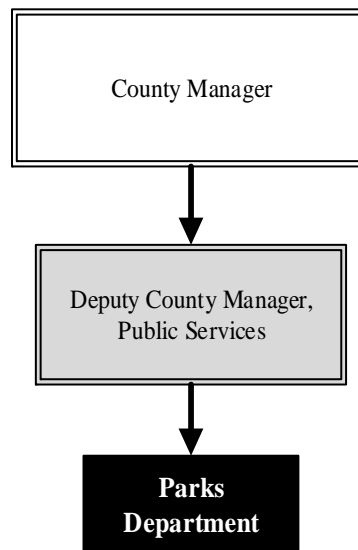 County Manager
Deputy County Manager,
Public Services
Parks
Department